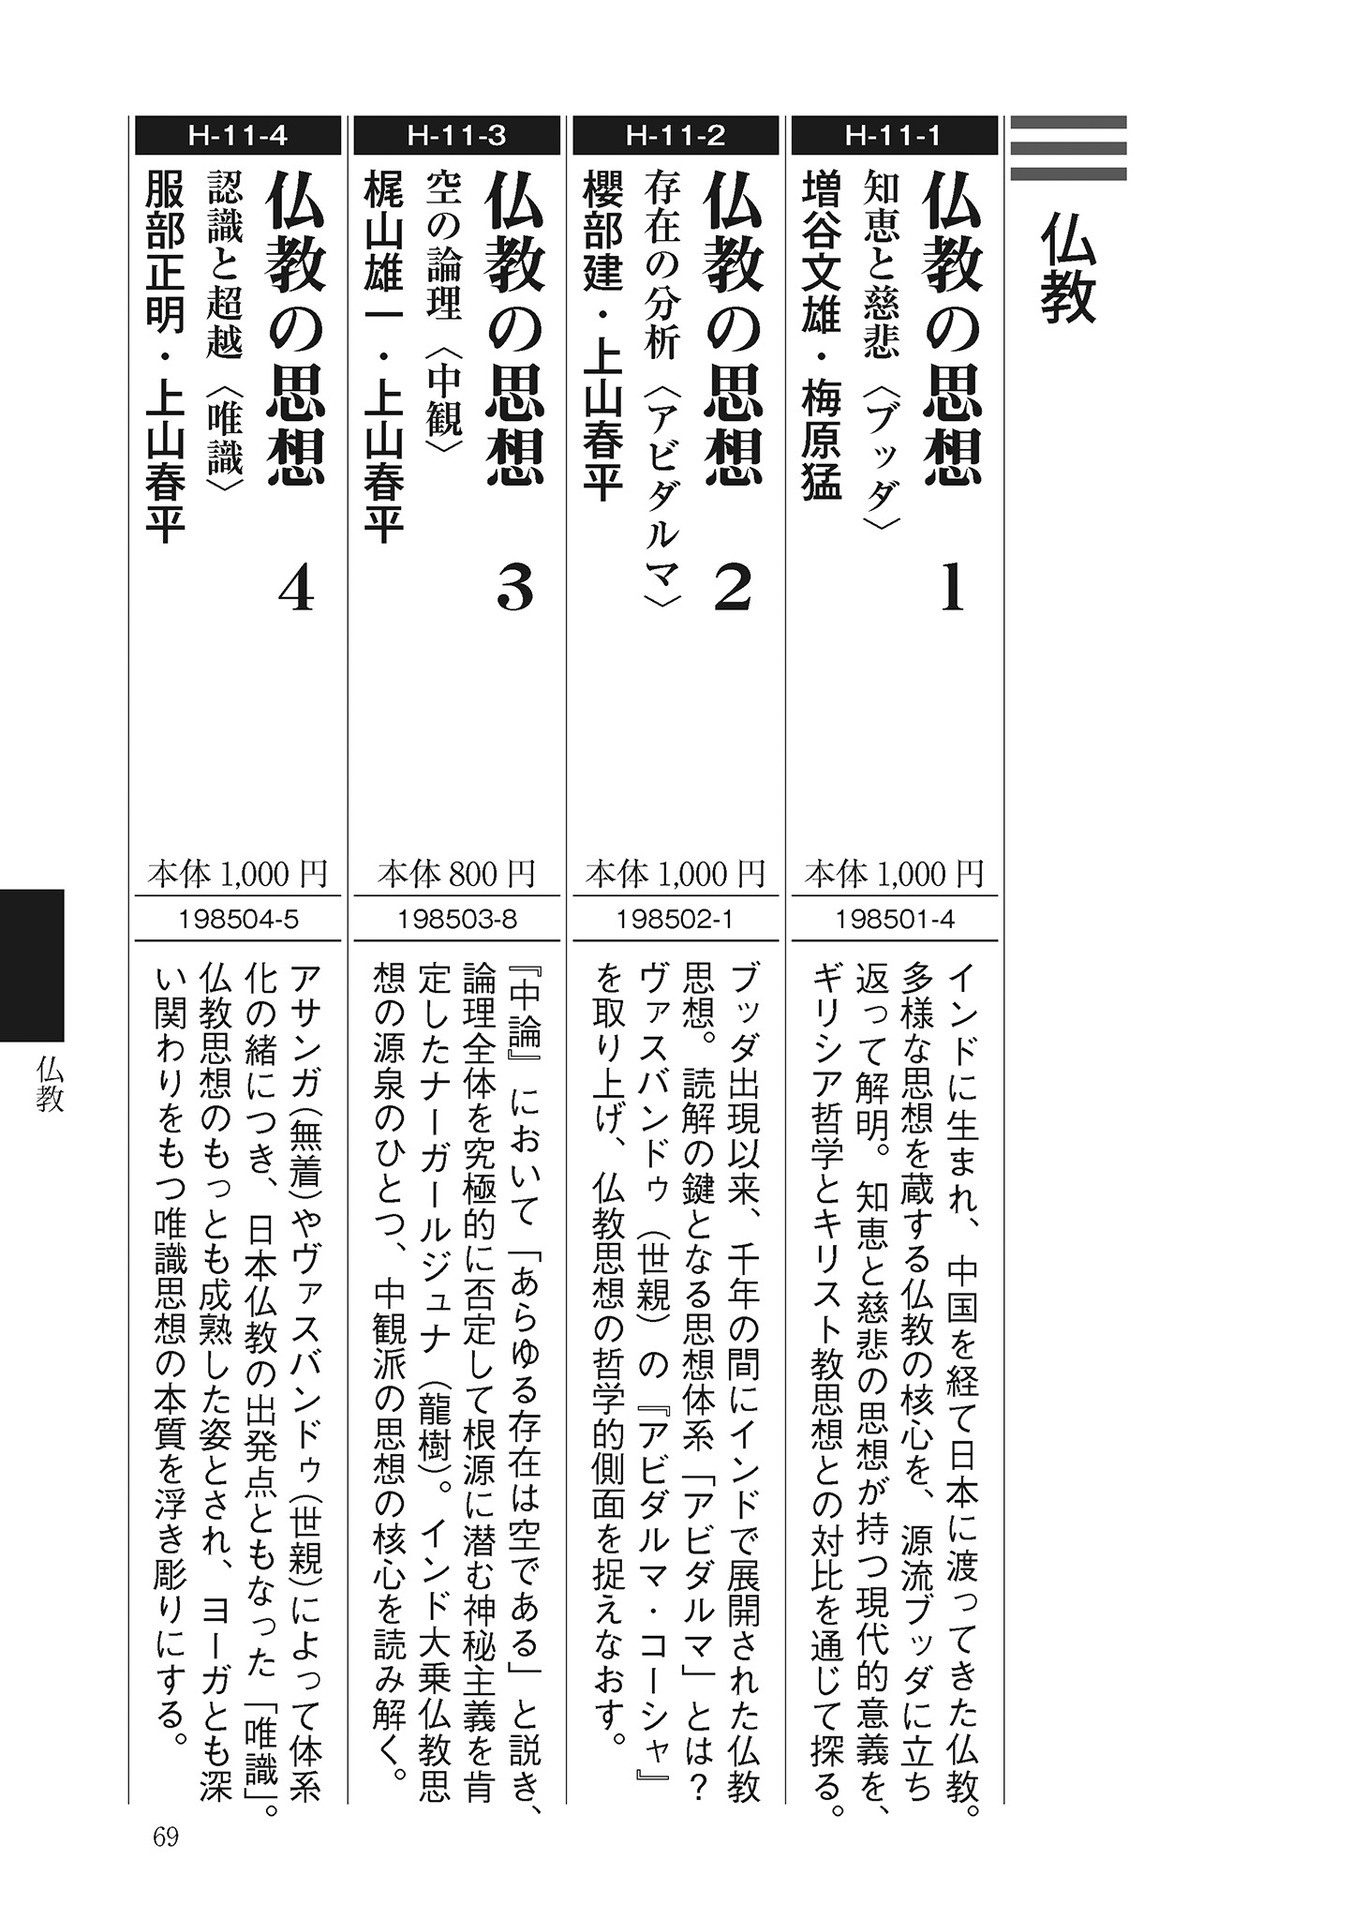 仏教
H-11-1
仏教の思想 1
知恵と慈悲〈ブッダ〉
増谷文雄・梅原猛
本体 1,000 円
198501-4
インドに生まれ、中国を経て日本に渡ってきた仏教。
多様な思想を蔵する仏教の核心を、源流ブッダに立ち
返って解明。知恵と慈悲の思想が持つ現代的意義を、
ギリシア哲学とキリスト教思想との対比を通じて探る。
H-11-2
仏教の思想 2
存在の分析〈アビダルマ〉
櫻部建・上山春平
本体 1,000 円
198502-1
ブッダ出現以来、千年の間にインドで展開された仏教
思想。読解の鍵となる思想体系「アビダルマ」とは？
ヴァスバンドゥ（世親）の『アビダルマ・コーシャ』
を取り上げ、仏教思想の哲学的側面を捉えなおす。
H-11-3
仏教の思想 3
空の論理〈中観〉
梶山雄一・上山春平
本体 800 円
198503-8
『中論』において「あらゆる存在は空である」と説き、
論理全体を究極的に否定して根源に潜む神秘主義を肯
定したナーガールジュナ（龍樹）。インド大乗仏教思
想の源泉のひとつ、中観派の思想の核心を読み解く。
H-11-4
仏教の思想 4
認識と超越〈唯識〉
服部正明・上山春平
本体 1,000 円
198504-5
アサンガ（無着）やヴァスバンドゥ（世親）によって体系
化の緒につき、日本仏教の出発点ともなった「唯識」。
仏教思想のもっとも成熟した姿とされ、ヨーガとも深
い関わりをもつ唯識思想の本質を浮き彫りにする。
仏教
69